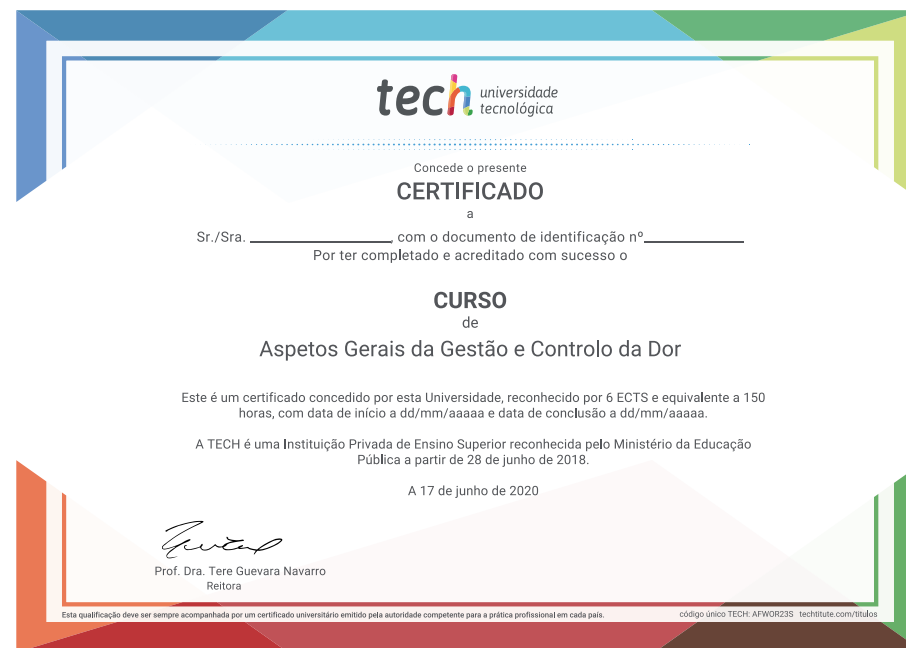 tech universidade
tecnológica
Concede o presente
CERTIFICADO
a
Sr./Sra. __________________, com o documento de identificação nº_____________
Por ter completado e acreditado com sucesso o
CURSO
de
Aspetos Gerais da Gestão e Controlo da Dor
Este é um certificado concedido por esta Universidade, reconhecido por 6 ECTS e equivalente a 150
horas, com data de início a dd/mm/aaaaa e data de conclusão a dd/mm/aaaaa.
A TECH é uma Instituição Privada de Ensino Superior reconhecida pelo Ministério da Educação
Pública a partir de 28 de junho de 2018.
A 17 de junho de 2020
Prof. Dra. Tere Guevara Navarro
Reitora
Esta qualificação deve ser sempre acompanhada por um certificado universitário emitido pela autoridade competente para a prática profissional em cada país.
código único TECH: AFWOR23S techtitute.com/titulos